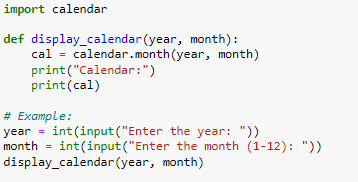 import calendar
def display_calendar(year, month):
    cal = calendar.month(year, month)
    print("Calendar:")
    print(cal)
# Example:
year = int(input("Enter the year: "))
month = int(input("Enter the month (1-12): "))
display_calendar(year, month)